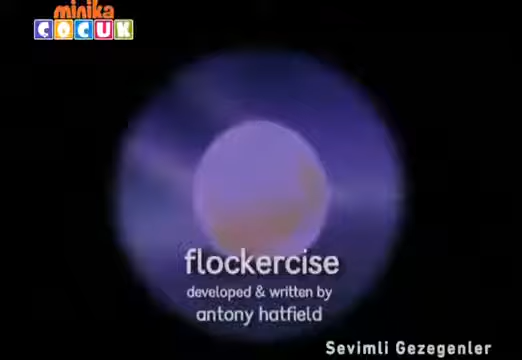 minika
ÇOCUK
flockercise
developed & written by
antony hatfield
Sevimli Gezegenler